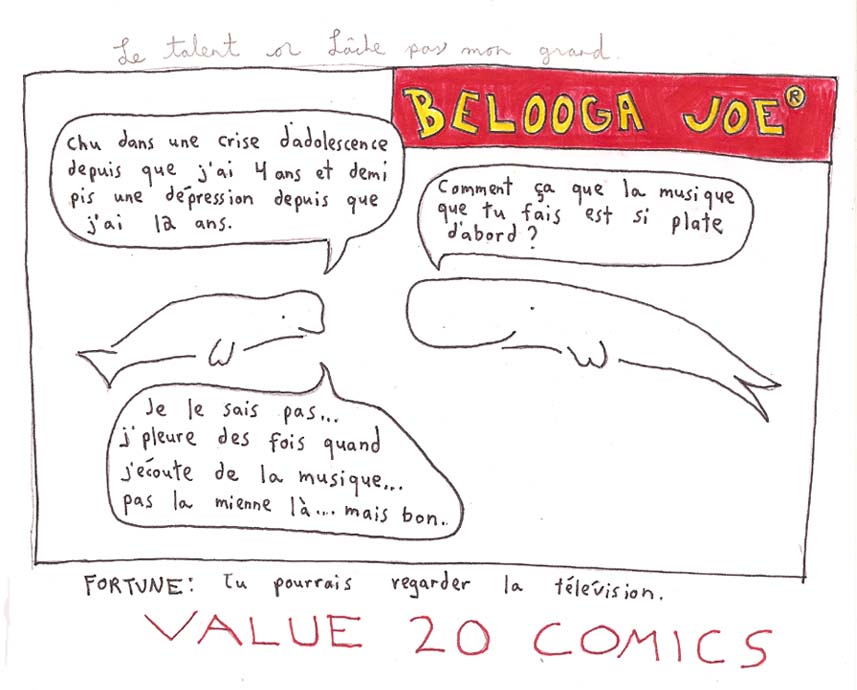 Le talent or Lâche pas mon grand.
BELOOGA JOE®
Chu dans une crise d'adolescence
depuis que j'ai 4 ans et demi
pis une dépression depuis que
j'ai 12 ans.
Comment ça que la musique
que tu fais est si plate
d'abord?
Je le sais pas...
j'pleure des fois quand
j'écoute de la musique...
pas la mienne là.... mais bon..
FORTUNE: Tu pourrais regarder la télévision.
VALUE 20 COMICS